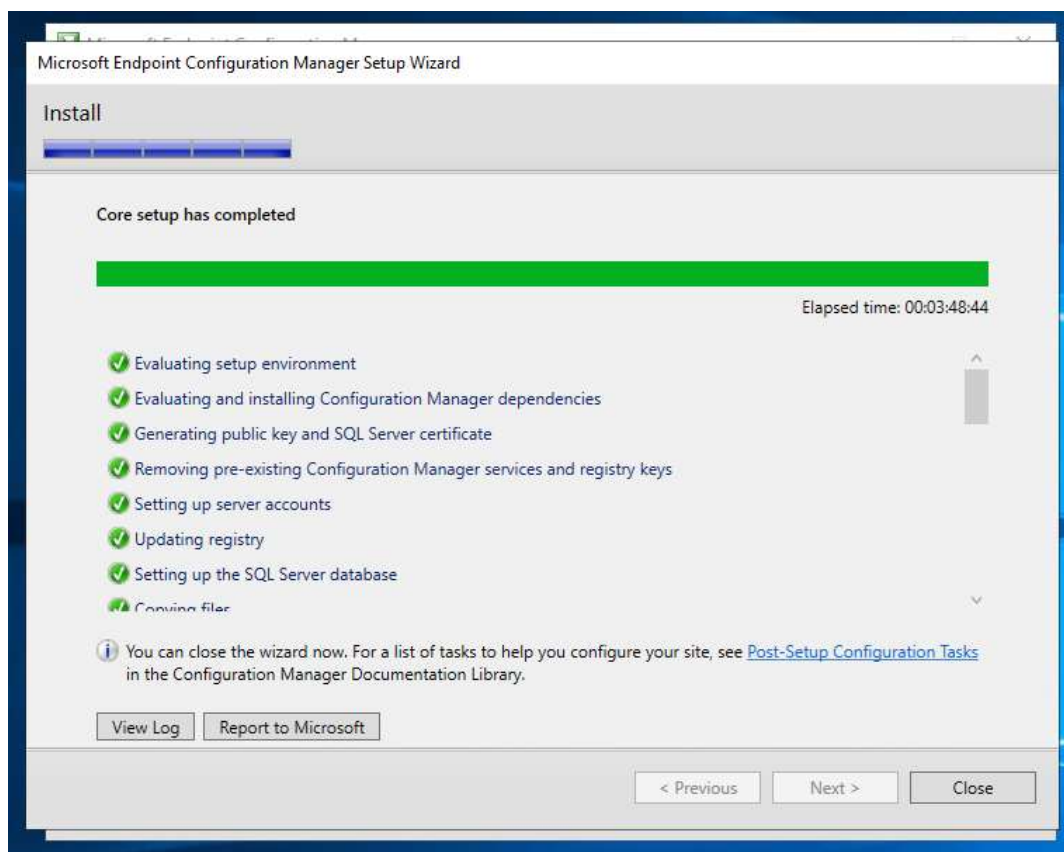 Microsoft Endpoint Configuration Manager Setup Wizard
Install
Core setup has completed
Elapsed time: 00:03:48:44
Evaluating setup environment
Evaluating and installing Configuration Manager dependencies
Generating public key and SQL Server certificate
Removing pre-existing Configuration Manager services and registry keys
Setting up server accounts
Updating registry
Setting up the SQL Server database
Copying files
You can close the wizard now. For a list of tasks to help you configure your site, see Post-Setup Configuration Tasks
in the Configuration Manager Documentation Library.
View Log
Report to Microsoft
< Previous
Next >
Close